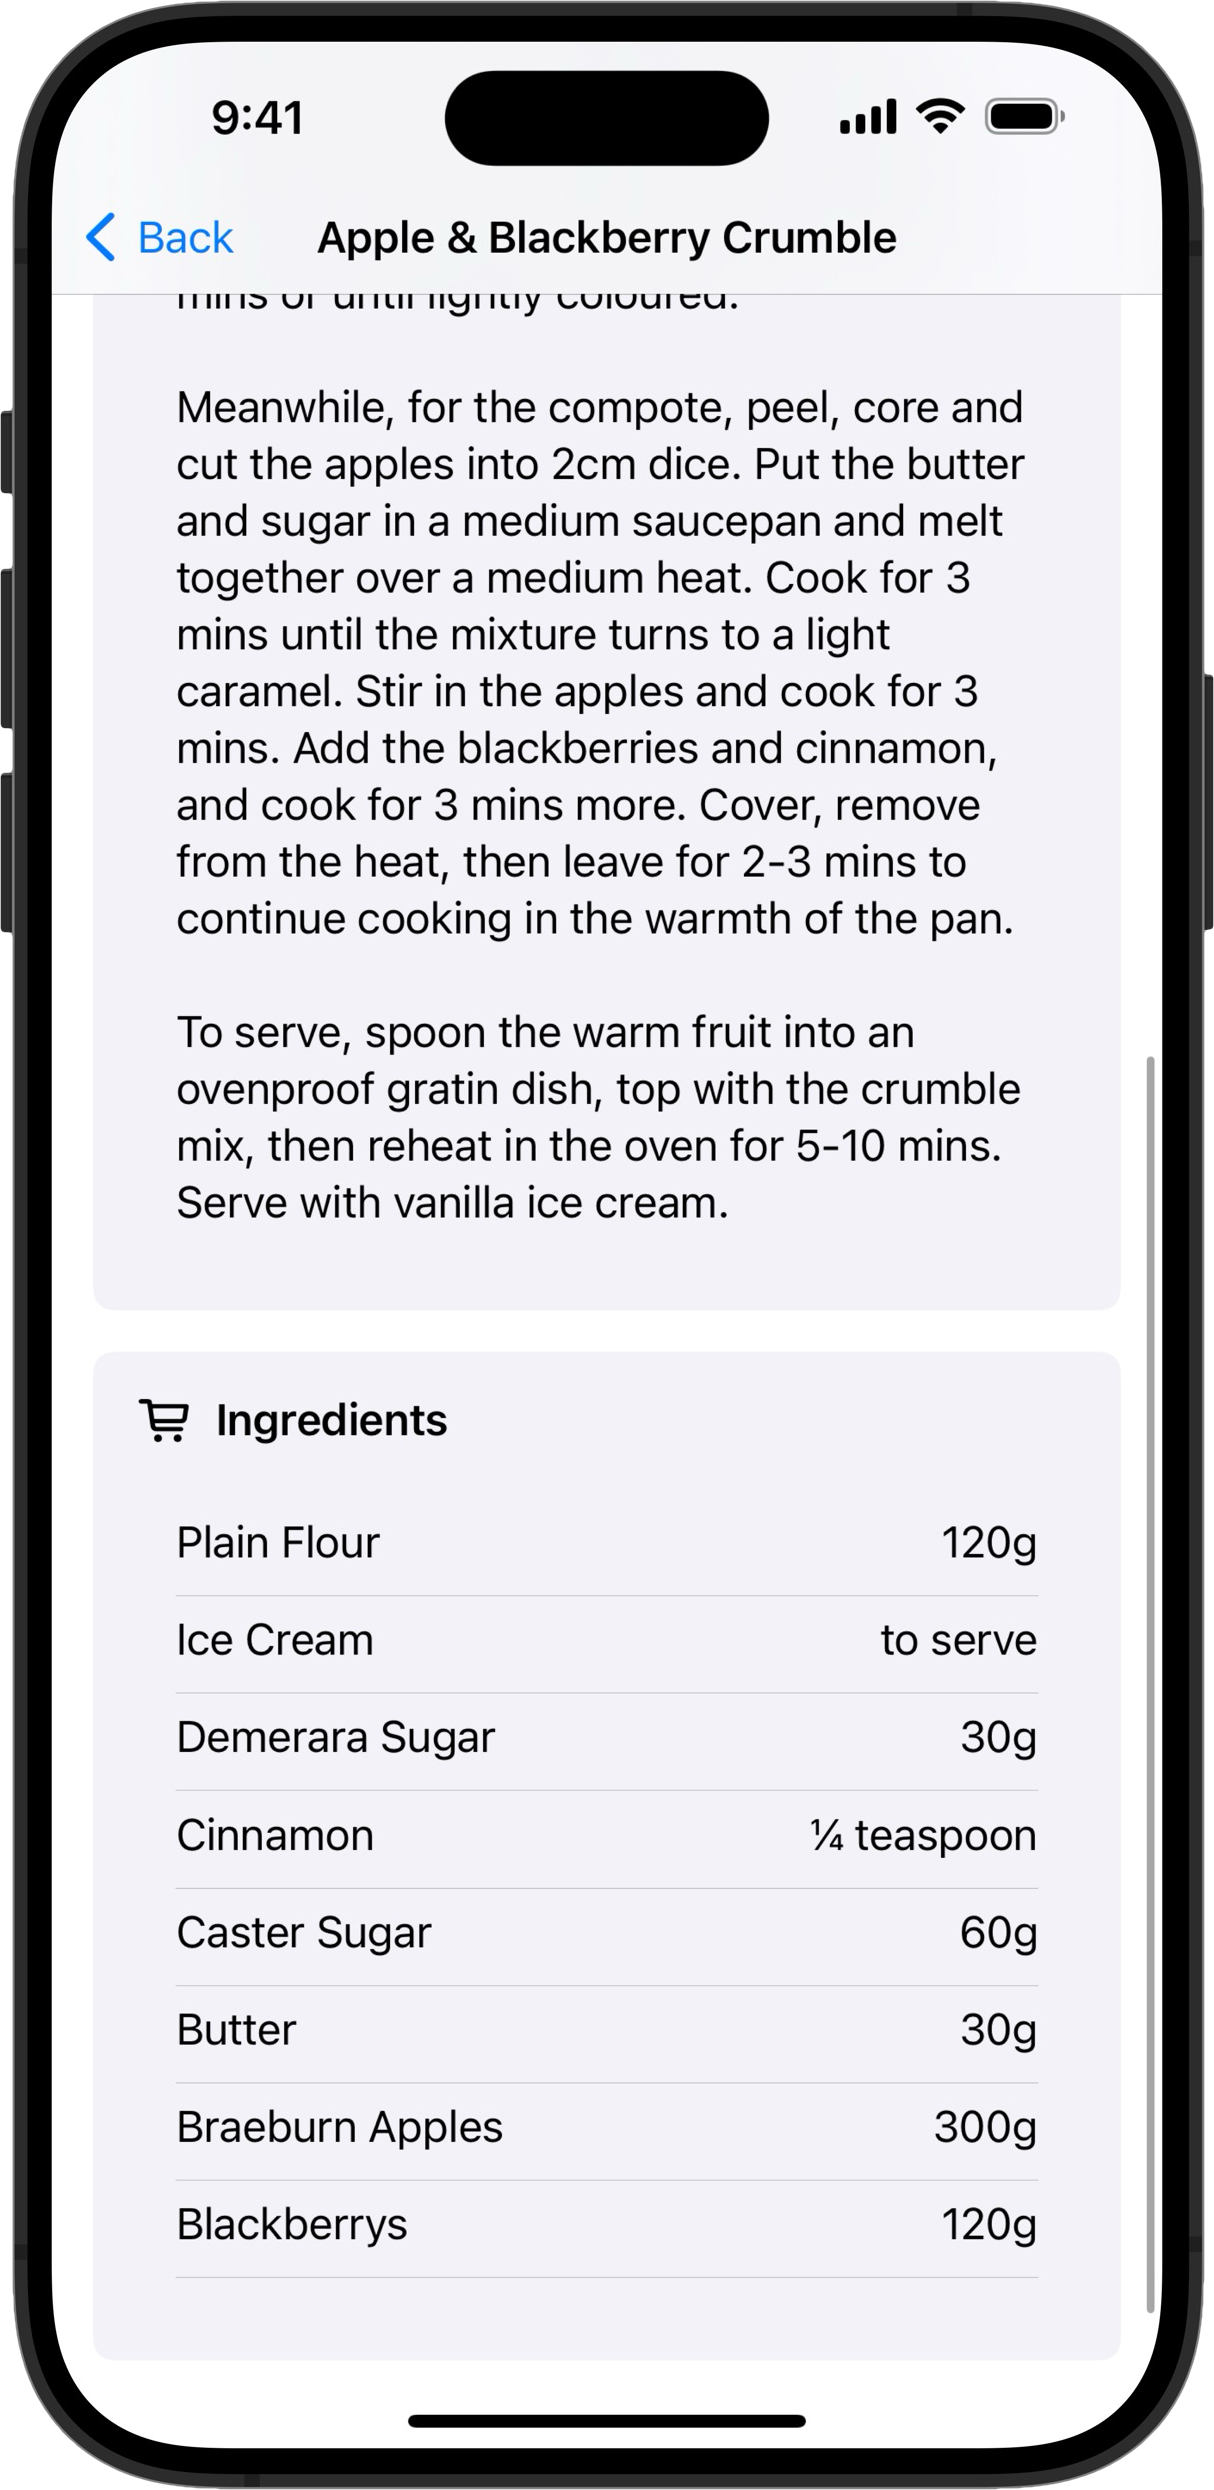 9:41
Back
Apple & Blackberry Crumble
mins or until lightly coloured.
Meanwhile, for the compote, peel, core and
cut the apples into 2cm dice. Put the butter
and sugar in a medium saucepan and melt
together over a medium heat. Cook for 3
mins until the mixture turns to a light
caramel. Stir in the apples and cook for 3
mins. Add the blackberries and cinnamon,
and cook for 3 mins more. Cover, remove
from the heat, then leave for 2-3 mins to
continue cooking in the warmth of the pan.
To serve, spoon the warm fruit into an
ovenproof gratin dish, top with the crumble
mix, then reheat in the oven for 5-10 mins.
Serve with vanilla ice cream.
Ingredients
Plain Flour 120g
Ice Cream to serve
Demerara Sugar 30g
Cinnamon ¼ teaspoon
Caster Sugar 60g
Butter 30g
Braeburn Apples 300g
Blackberrys 120g